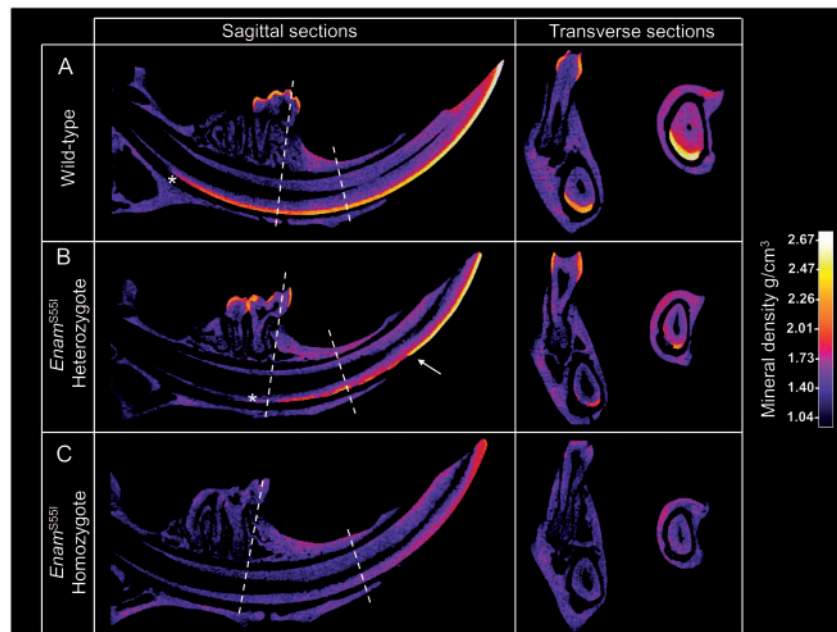 Sagittal sections
Transverse sections
A
Wild-type
*
B
Enam^S55I
Heterozygote
*
C
Enam^S55I
Homozygote
Mineral density g/cm³
2.67
2.47
2.26
2.01
1.73
1.40
1.04